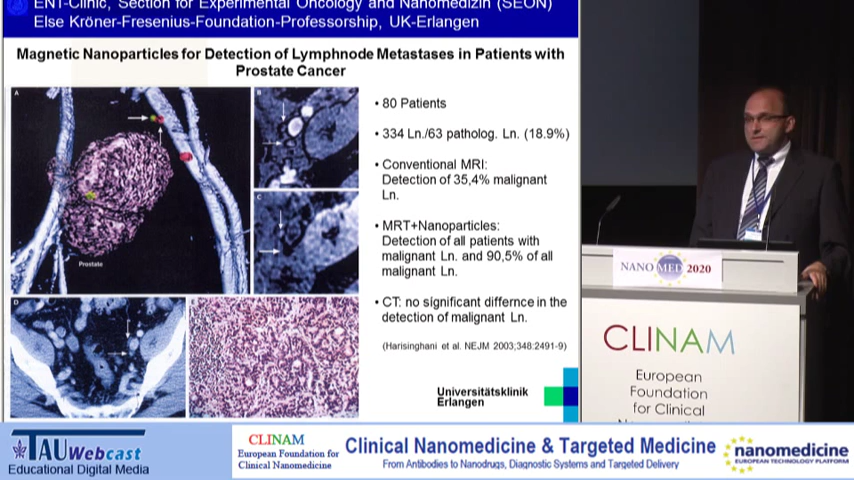 ENT-Clinic, Section for Experimental Oncology and Nanomedizin (SEON)
Else Kröner-Fresenius-Foundation-Professorship, UK-Erlangen
Magnetic Nanoparticles for Detection of Lymphnode Metastases in Patients with
Prostate Cancer
A
B
C
D
Prostate
• 80 Patients
• 334 Ln./63 patholog. Ln. (18.9%)
• Conventional MRI:
Detection of 35,4% malignant
Ln.
• MRT+Nanoparticles:
Detection of all patients with
malignant Ln. and 90,5% of all
malignant Ln.
• CT: no significant differnce in the
detection of malignant Ln.
(Harisinghani et al. NEJM 2003;348:2491-9)
Universitätsklinik
Erlangen
NANO MED 2020
CLINAM
European
Foundation
for Clinical
TAU Webcast
Educational Digital Media
CLINAM
European Foundation for
Clinical Nanomedicine
Clinical Nanomedicine & Targeted Medicine
From Antibodies to Nanodrugs, Diagnostic Systems and Targeted Delivery
nanomedicine
EUROPEAN TECHNOLOGY PLATFORM